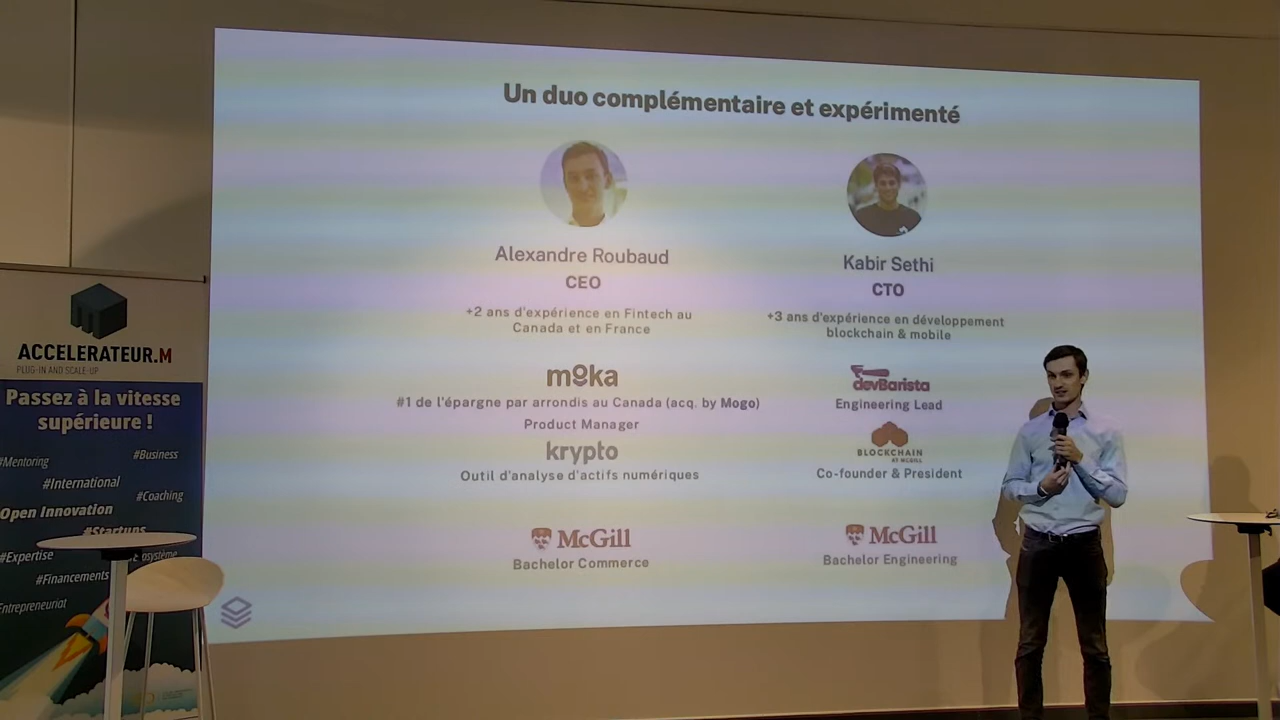 Un duo complémentaire et expérimenté
Alexandre Roubaud
CEO
+2 ans d'expérience en Fintech au
Canada et en France
moka
#1 de l'épargne par arrondis au Canada (acq. by Mogo)
Product Manager
krypto
Outil d'analyse d'actifs numériques
McGill
Bachelor Commerce
Kabir Sethi
CTO
+3 ans d'expérience en développement
blockchain & mobile
devBarista
Engineering Lead
BLOCKCHAIN
AT MCGILL
Co-founder & President
McGill
Bachelor Engineering
ACCELERATEUR.M
PLUG-IN AND SCALE-UP
Passez à la vitesse
supérieure !
#Mentoring
#Business
#International
#Coaching
Open Innovation
#Startups
#Expertise
#Financements
Entrepreneuriat